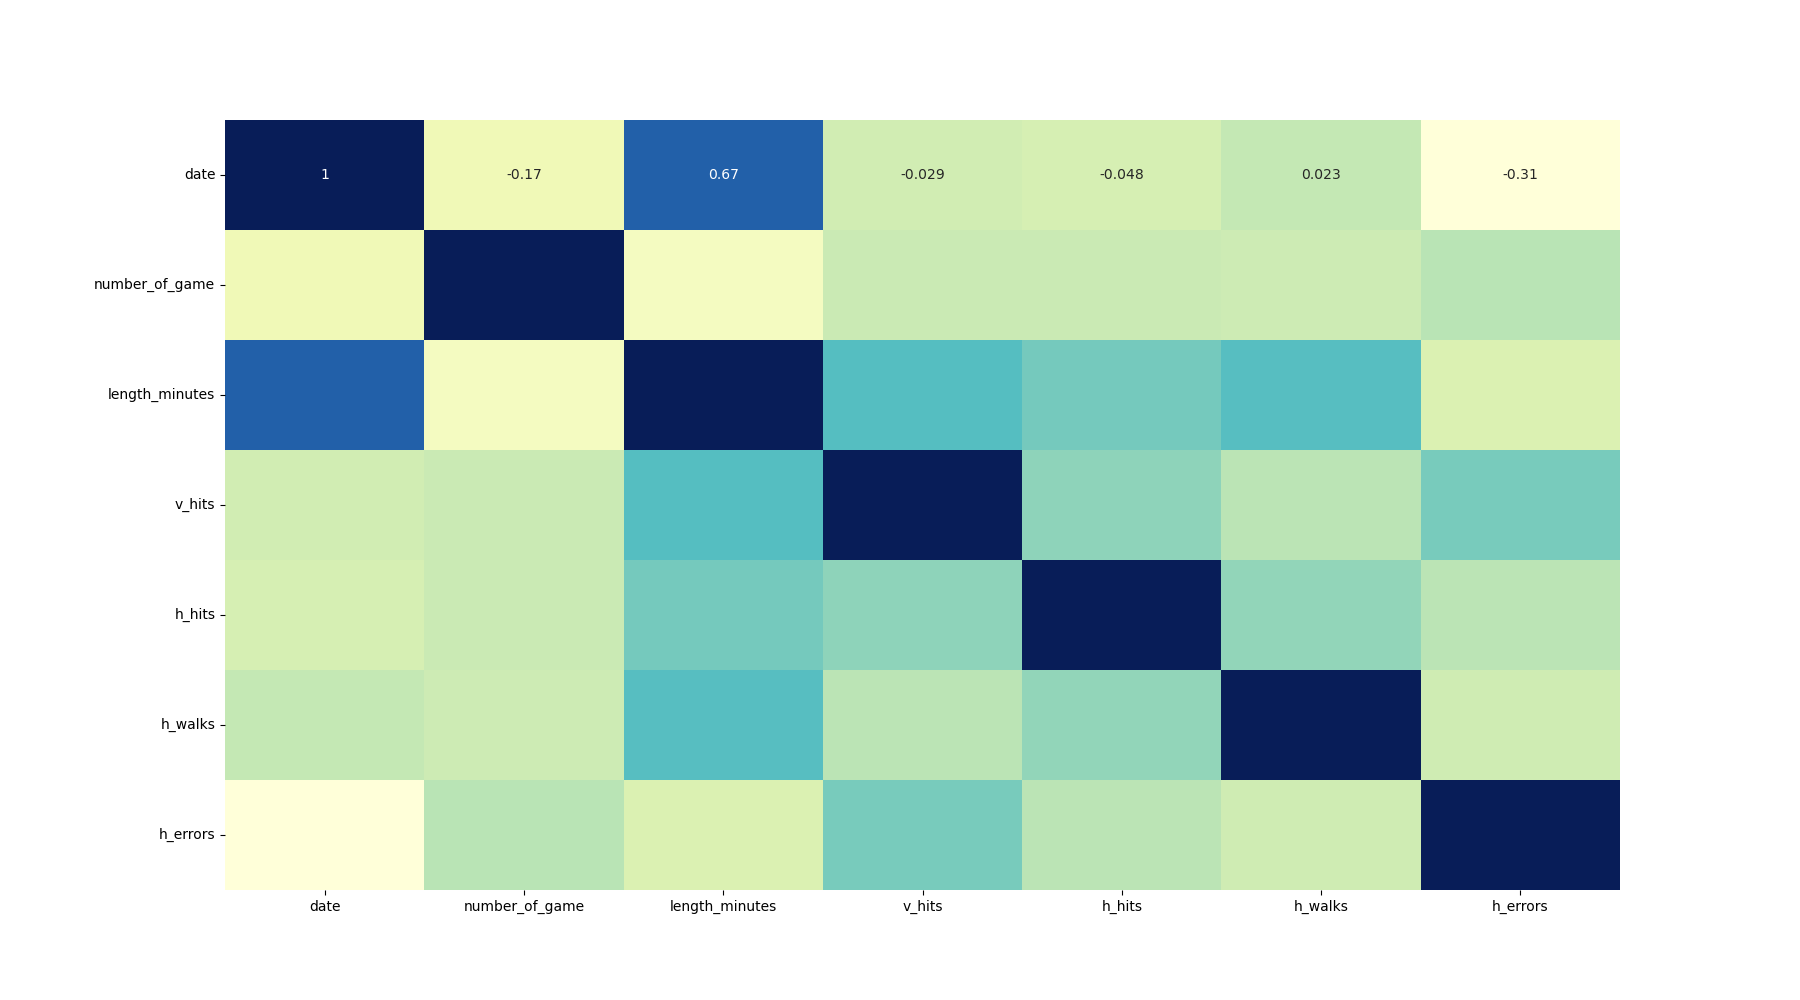 date 1 -0.17 0.67 -0.029 -0.048 0.023 -0.31
number_of_game
length_minutes
v_hits
h_hits
h_walks
h_errors
date number_of_game length_minutes v_hits h_hits h_walks h_errors